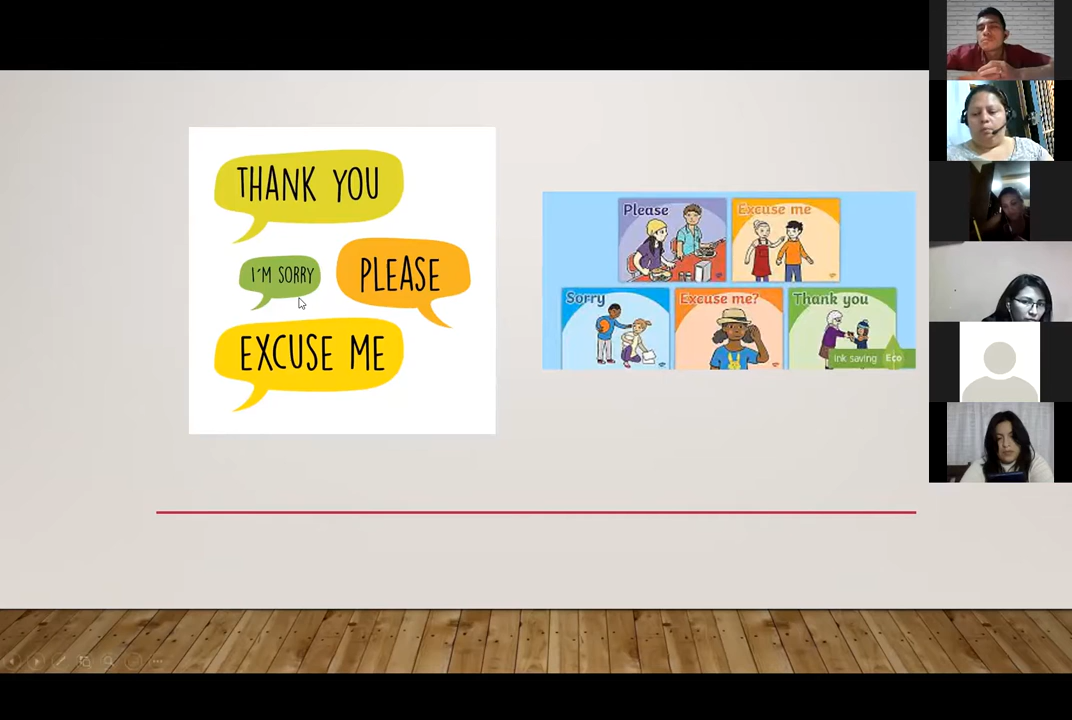 THANK YOU
I'M SORRY
PLEASE
EXCUSE ME
Please
Excuse me
Sorry
Excuse me?
Thank you
ink saving
Eco